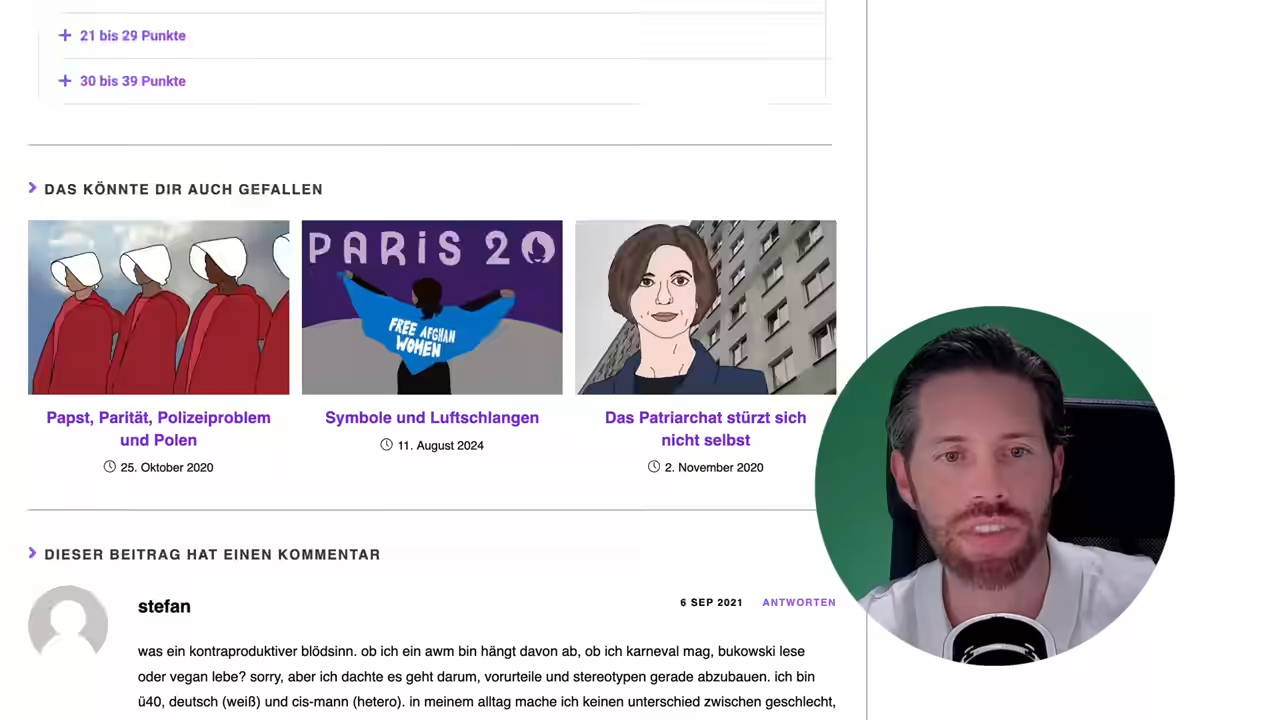 21 bis 29 Punkte
30 bis 39 Punkte
DAS KÖNNTE DIR AUCH GEFALLEN
PARiS 20
FREE AFGHAN
WOMEN
Papst, Parität, Polizeiproblem
und Polen
25. Oktober 2020
Symbole und Luftschlangen
11. August 2024
Das Patriarchat stürzt sich
nicht selbst
2. November 2020
DIESER BEITRAG HAT EINEN KOMMENTAR
stefan
6 SEP 2021 ANTWORTEN
was ein kontraproduktiver blödsinn. ob ich ein awm bin hängt davon ab, ob ich karneval mag, bukowski lese
oder vegan lebe? sorry, aber ich dachte es geht darum, vorurteile und stereotypen gerade abzubauen. ich bin
ü40, deutsch (weiß) und cis-mann (hetero). in meinem alltag mache ich keinen unterschied zwischen geschlecht,